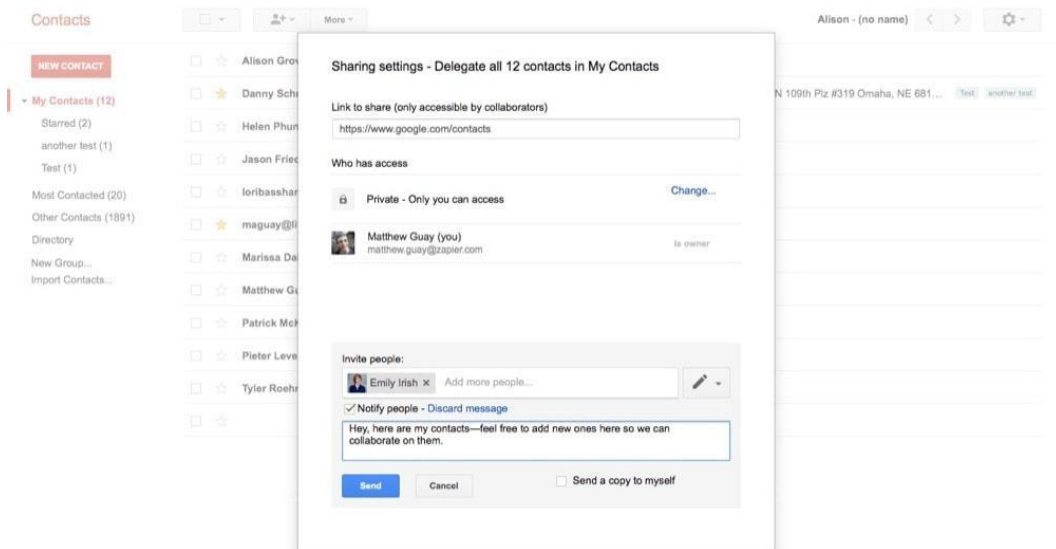 Contacts
More
Alison - (no name)
NEW CONTACT
My Contacts (12)
Starred (2)
another test (1)
Test (1)
Most Contacted (20)
Other Contacts (1891)
Directory
New Group...
Import Contacts...
Alison Grov
Danny Schr
N 109th Plz #319 Omaha, NE 681... Test another test
Helen Phun
Jason Fried
loribasshar
maguay@li
Marissa Da
Matthew Gu
Patrick McK
Pieter Leve
Tyler Roehr
Sharing settings - Delegate all 12 contacts in My Contacts
Link to share (only accessible by collaborators)
https://www.google.com/contacts
Who has access
Private - Only you can access
Change...
Matthew Guay (you)
matthew.guay@zapier.com
Is owner
Invite people:
Emily Irish × Add more people...
Notify people - Discard message
Hey, here are my contacts—feel free to add new ones here so we can
collaborate on them.
Send Cancel Send a copy to myself